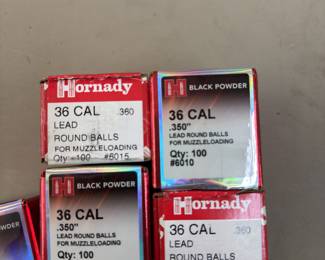 Hornady
36 CAL .360
LEAD
ROUND BALLS
FOR MUZZLELOADING
Qty: 100 #6015
BLACK POWDER
36 CAL
.350"
LEAD ROUND BALLS
FOR MUZZLELOADING
Qty: 100
#6010
BLACK POWDER
36 CAL
.350"
LEAD ROUND BALLS
FOR MUZZLELOADING
Qty: 100
Hornady
36 CAL .360
LEAD
ROUND BALLS